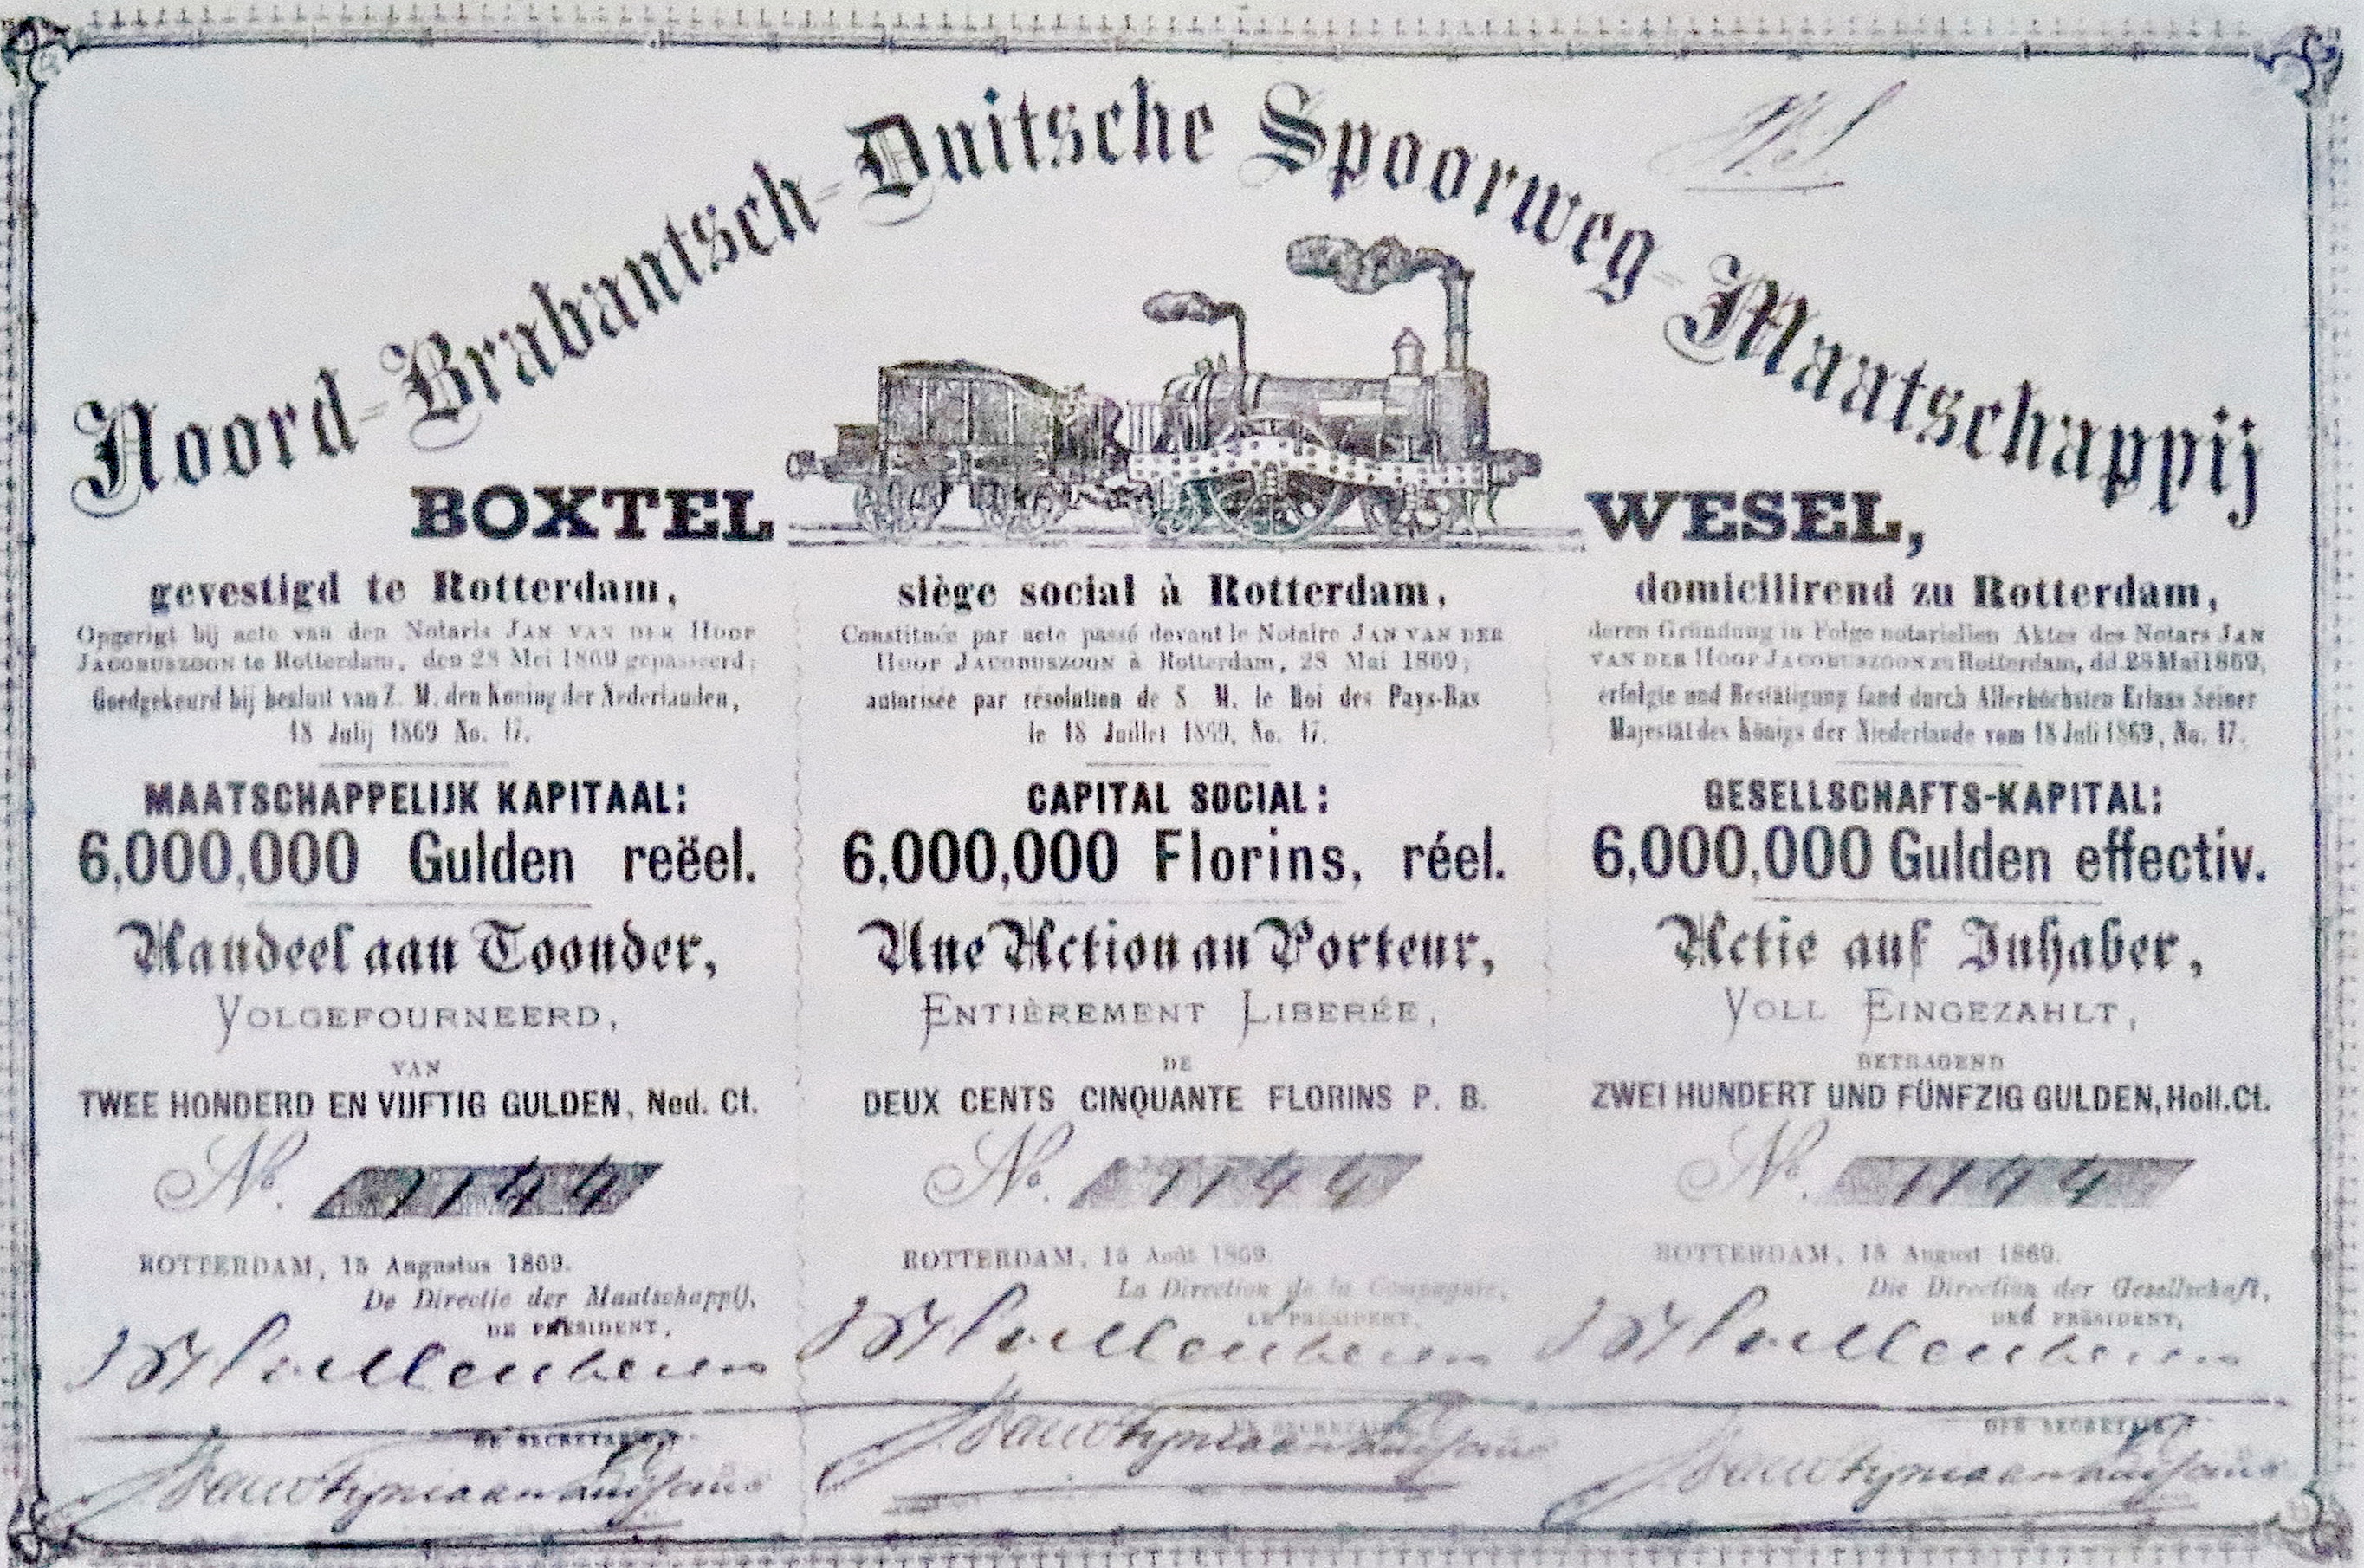 Noord-Brabantsch-Duitsche Spoorweg-Maatschappij
BOXTEL WESEL,
gevestigd te Rotterdam,
Opgerigt bij acte van den Notaris JAN VAN DER HOOP
JACOBUSZOON te Rotterdam, den 28 Mei 1869 gepasseerd;
Goedgekeurd bij besluit van Z. M. den Koning der Nederlanden,
18 Julij 1869 No. 17.
MAATSCHAPPELIJK KAPITAAL:
6,000,000 Gulden reëel.
Aandeel aan Toonder,
VOLGEFOURNEERD,
VAN
TWEE HONDERD EN VIJFTIG GULDEN, Ned. Ct.
No. 1144
ROTTERDAM, 15 Augustus 1869.
De Directie der Maatschappij,
DE PRESIDENT,
DE SECRETARIS
siège social à Rotterdam,
Constituée par acte passé devant le Notaire JAN VAN DER
HOOP JACOBUSZOON à Rotterdam, 28 Mai 1869;
autorisée par résolution de S. M. le Roi des Pays-Bas
le 18 Juillet 1869, No. 17.
CAPITAL SOCIAL:
6,000,000 Florins, réel.
Une Action au Porteur,
ENTIÈREMENT LIBERÉE,
DE
DEUX CENTS CINQUANTE FLORINS P. B.
No. 1144
ROTTERDAM, 15 Août 1869.
La Direction de la Compagnie,
LE PRÉSIDENT,
LE SECRETAIRE
domicilirend zu Rotterdam,
deren Gründung in Folge notariellen Aktes des Notars JAN
VAN DER HOOP JACOBUSZOON zu Rotterdam, dd. 28 Mai 1869,
erfolgte und Bestätigung fand durch Allerhöchsten Erlass Seiner
Majestät des Königs der Niederlande vom 18 Juli 1869, No. 17.
GESELLSCHAFTS-KAPITAL:
6,000,000 Gulden effectiv.
Actie auf Inhaber,
VOLL EINGEZAHLT,
BETRAGEND
ZWEI HUNDERT UND FÜNFZIG GULDEN, Holl. Ct.
No. 1144
ROTTERDAM, 15 August 1869.
Die Direction der Gesellschaft,
DER PRÄSIDENT,
DER SECRETAIR